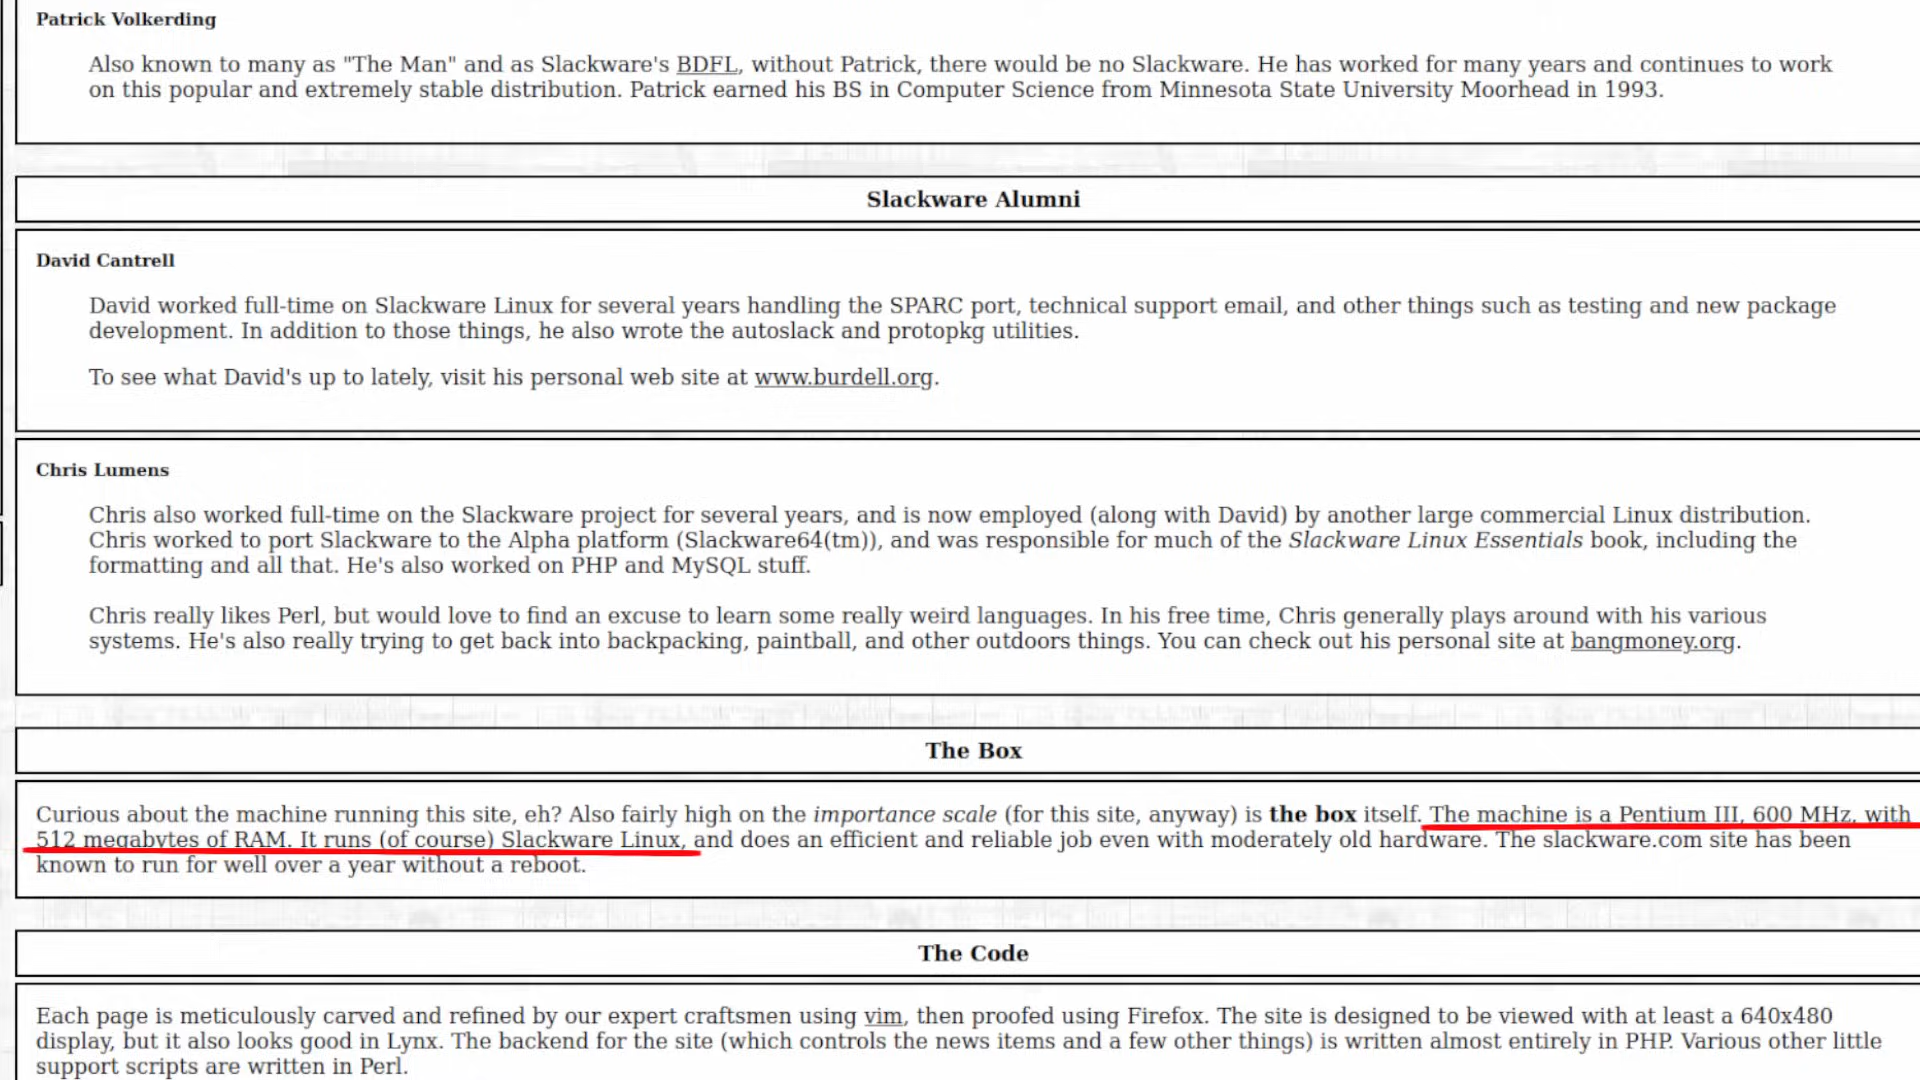 Patrick Volkerding
Also known to many as "The Man" and as Slackware's BDFL, without Patrick, there would be no Slackware. He has worked for many years and continues to work
on this popular and extremely stable distribution. Patrick earned his BS in Computer Science from Minnesota State University Moorhead in 1993.
Slackware Alumni
David Cantrell
David worked full-time on Slackware Linux for several years handling the SPARC port, technical support email, and other things such as testing and new package
development. In addition to those things, he also wrote the autoslack and protopkg utilities.
To see what David's up to lately, visit his personal web site at www.burdell.org.
Chris Lumens
Chris also worked full-time on the Slackware project for several years, and is now employed (along with David) by another large commercial Linux distribution.
Chris worked to port Slackware to the Alpha platform (Slackware64(tm)), and was responsible for much of the Slackware Linux Essentials book, including the
formatting and all that. He's also worked on PHP and MySQL stuff.
Chris really likes Perl, but would love to find an excuse to learn some really weird languages. In his free time, Chris generally plays around with his various
systems. He's also really trying to get back into backpacking, paintball, and other outdoors things. You can check out his personal site at bangmoney.org.
The Box
Curious about the machine running this site, eh? Also fairly high on the importance scale (for this site, anyway) is the box itself. The machine is a Pentium III, 600 MHz, with
512 megabytes of RAM. It runs (of course) Slackware Linux, and does an efficient and reliable job even with moderately old hardware. The slackware.com site has been
known to run for well over a year without a reboot.
The Code
Each page is meticulously carved and refined by our expert craftsmen using vim, then proofed using Firefox. The site is designed to be viewed with at least a 640x480
display, but it also looks good in Lynx. The backend for the site (which controls the news items and a few other things) is written almost entirely in PHP. Various other little
support scripts are written in Perl.